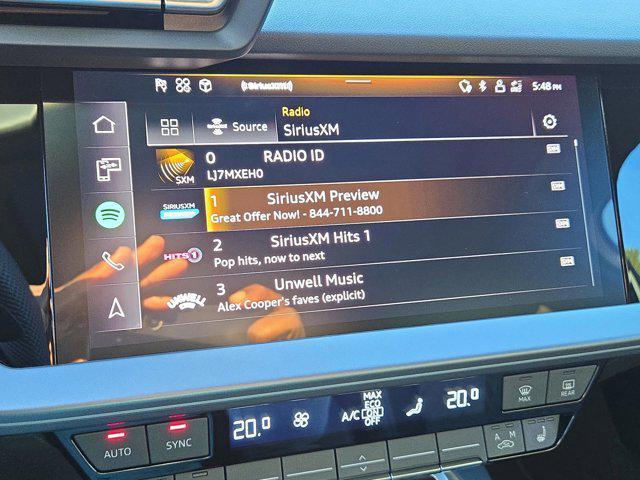 ((SiriusXM))
5:48 PM
Radio
Source
SiriusXM
SXM
0 RADIO ID
LJ7MXEH0
SIRIUSXM
1 SiriusXM Preview
Great Offer Now! - 844-711-8800
HITS1
2 SiriusXM Hits 1
Pop hits, now to next
UNWELL
3 Unwell Music
Alex Cooper's faves (explicit)
MAX
REAR
20.0
A/C
MAX
ECO
ON
OFF
20.0
AUTO
SYNC
A M